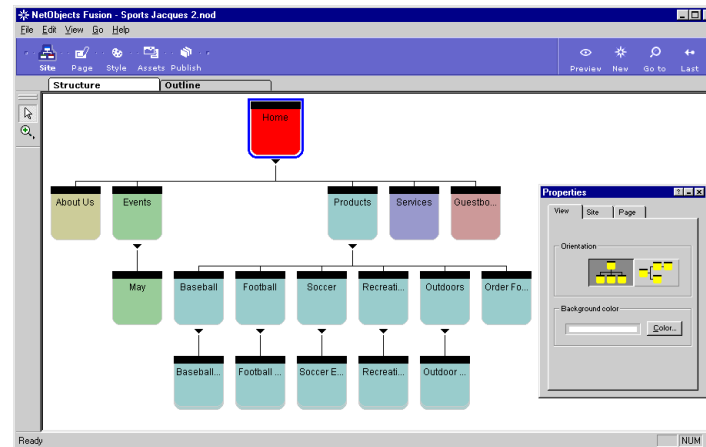 NetObjects Fusion - Sports Jacques 2.nod
File Edit View Go Help
Site Page Style Assets Publish Preview New Go to Last
Structure Outline
Home
About Us Events Products Services Guestbo...
May Baseball Football Soccer Recreati... Outdoors Order Fo...
Baseball... Football ... Soccer E... Recreati... Outdoor ...
Properties
View Site Page
Orientation
Background color
Color...
Ready NUM